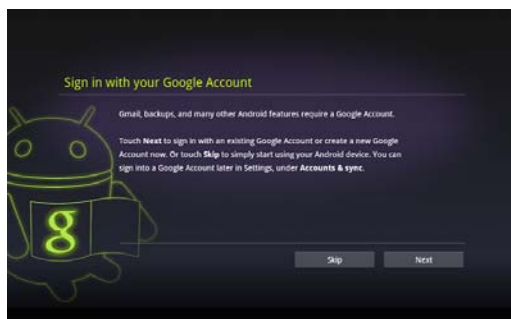 Sign in with your Google Account
Gmail, backups, and many other Android features require a Google Account.
Touch Next to sign in with an existing Google Account or create a new Google
Account now. Or touch Skip to simply start using your Android device. You can
sign into a Google Account later in Settings, under Accounts & sync.
g
Skip Next